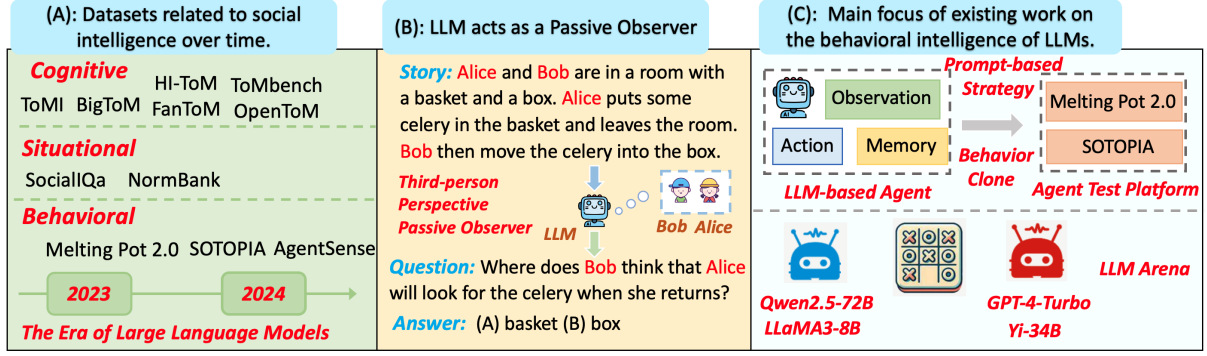 (A): Datasets related to social
intelligence over time.
Cognitive
HI-ToM ToMbench
ToMI BigToM FanToM OpenToM
Situational
SocialIQa NormBank
Behavioral
Melting Pot 2.0 SOTOPIA AgentSense
2023 2024
The Era of Large Language Models
(B): LLM acts as a Passive Observer
Story: Alice and Bob are in a room with
a basket and a box. Alice puts some
celery in the basket and leaves the room.
Bob then move the celery into the box.
Third-person
Perspective
Passive Observer
LLM
Bob Alice
Question: Where does Bob think that Alice
will look for the celery when she returns?
Answer: (A) basket (B) box
(C): Main focus of existing work on
the behavioral intelligence of LLMs.
AI
Observation
Action Memory
LLM-based Agent
Prompt-based
Strategy
Behavior
Clone
Melting Pot 2.0
SOTOPIA
Agent Test Platform
Qwen2.5-72B
LLaMA3-8B
GPT-4-Turbo
Yi-34B
LLM Arena